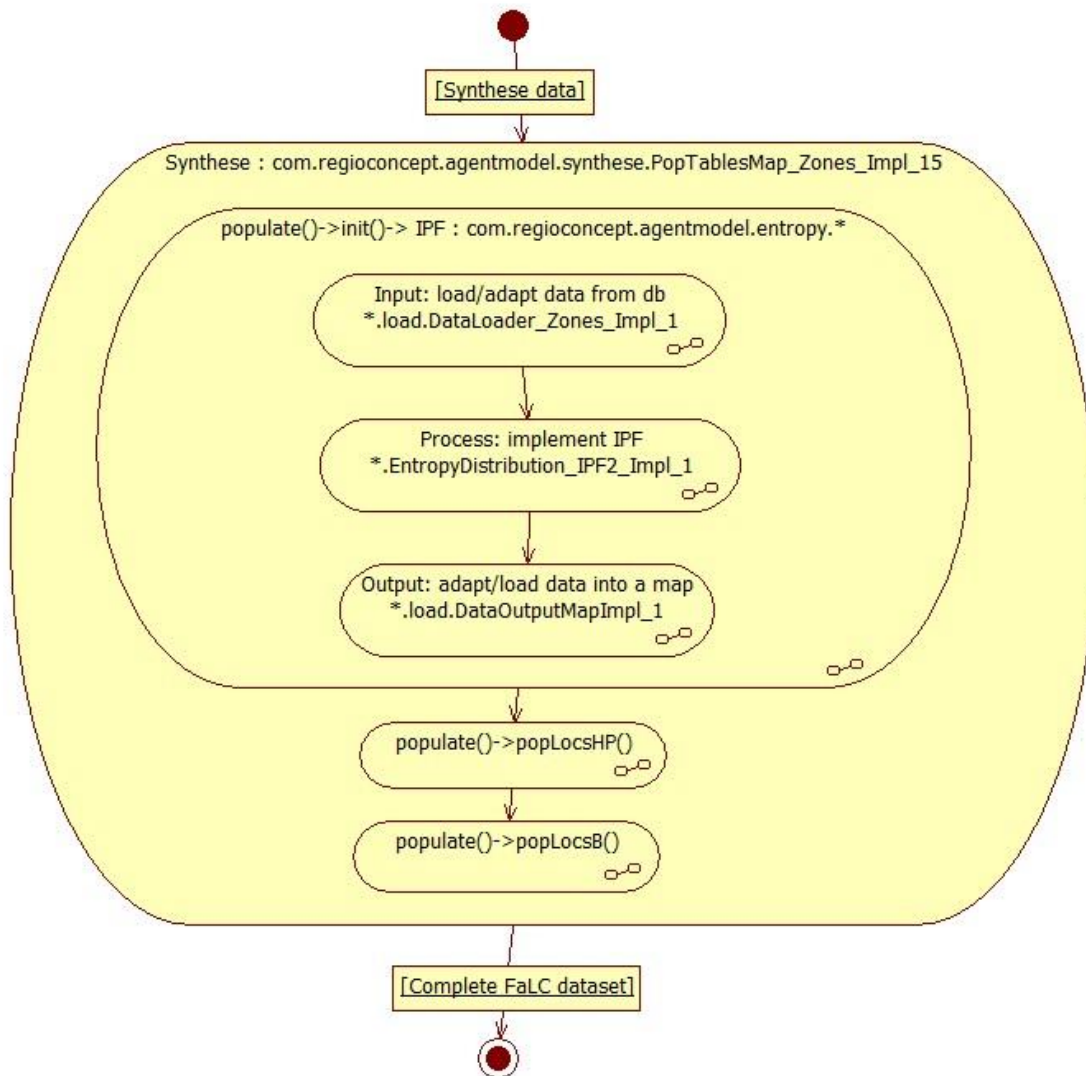 [Synthese data]
Synthese : com.regioconcept.agentmodel.synthese.PopTablesMap_Zones_Impl_15
populate()->init()-> IPF : com.regioconcept.agentmodel.entropy.*
Input: load/adapt data from db
*.load.DataLoader_Zones_Impl_1
Process: implement IPF
*.EntropyDistribution_IPF2_Impl_1
Output: adapt/load data into a map
*.load.DataOutputMapImpl_1
populate()->popLocsHP()
populate()->popLocsB()
[Complete FaLC dataset]